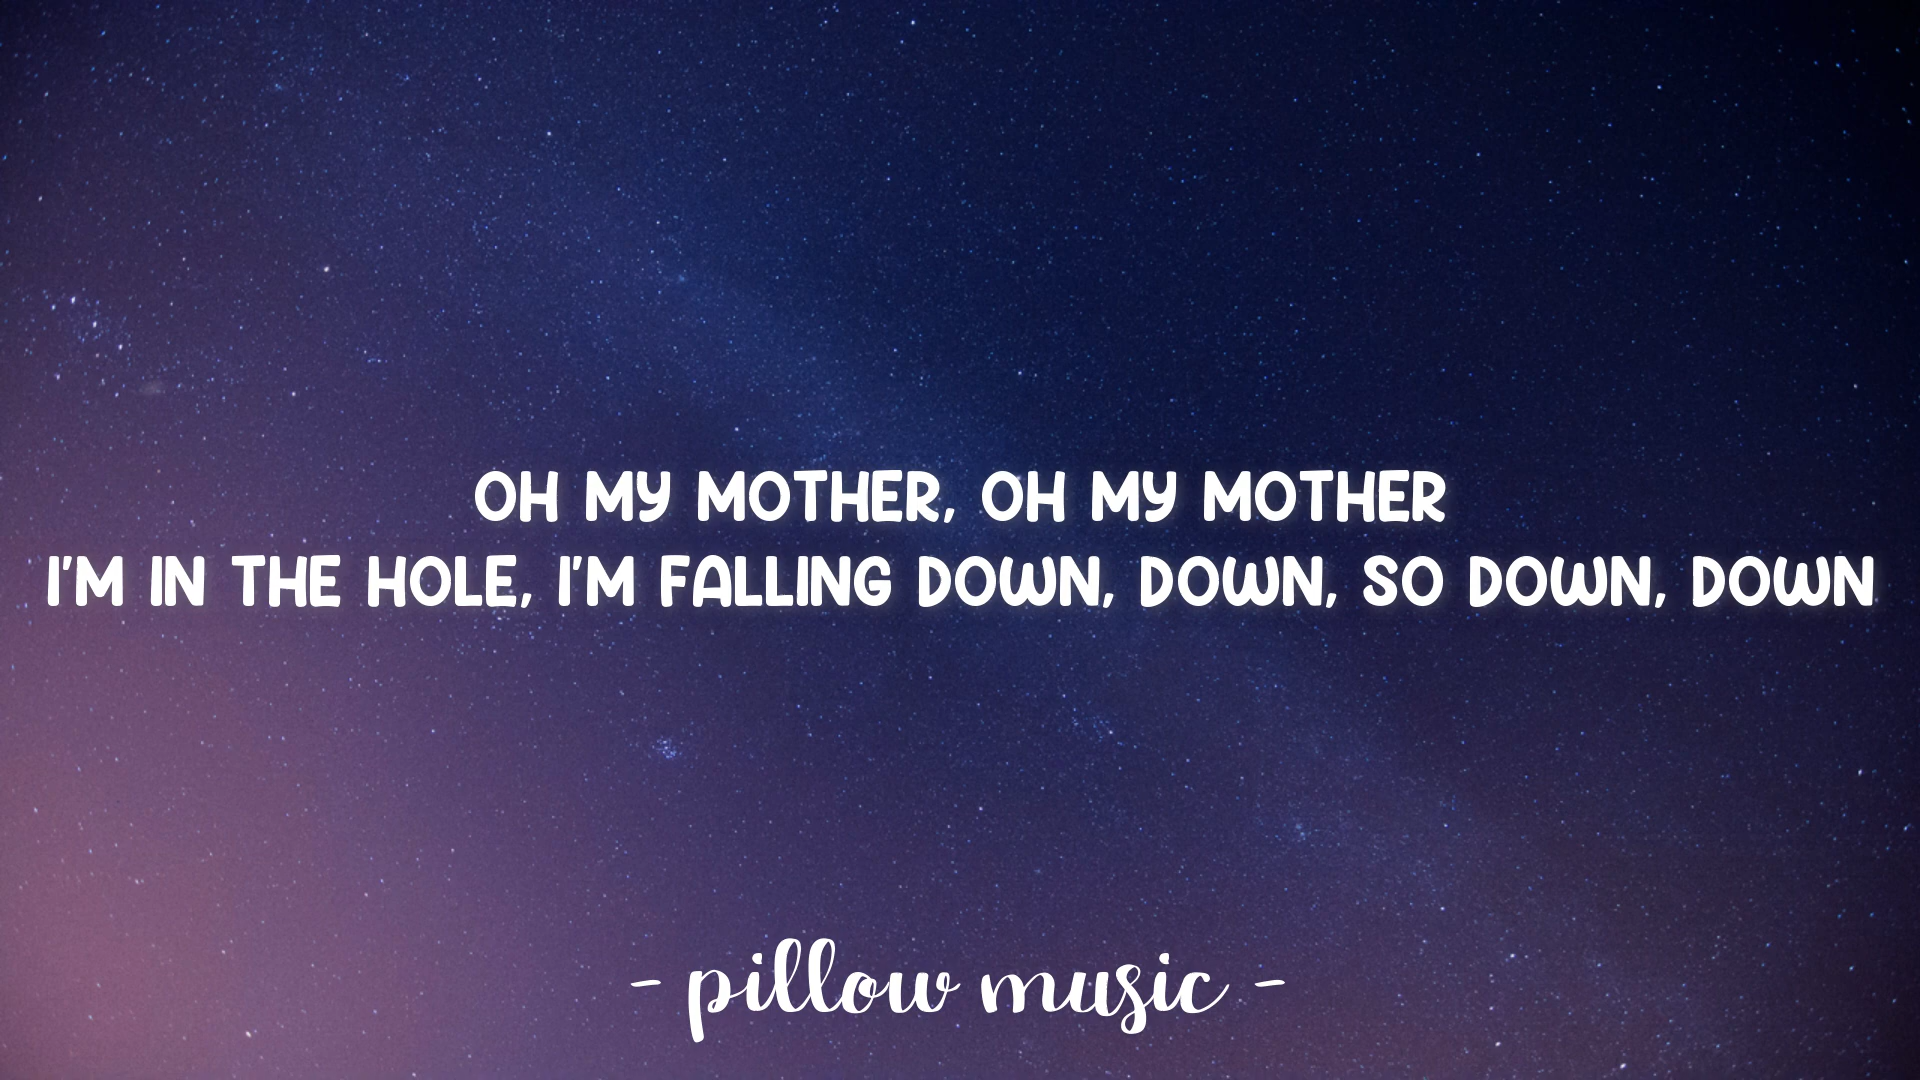 OH MY MOTHER, OH MY MOTHER
I'M IN THE HOLE, I'M FALLING DOWN, DOWN, SO DOWN, DOWN
- pillow music -